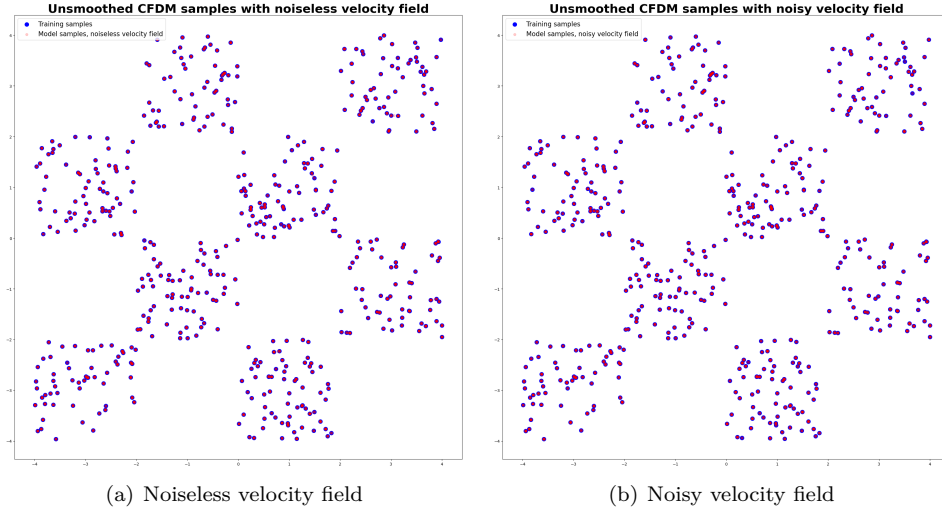 Unsmoothed CFDM samples with noiseless velocity field
Training samples
Model samples, noiseless velocity field
4
3
2
1
0
−1
−2
−3
−4
−4 −3 −2 −1 0 1 2 3 4
(a) Noiseless velocity field
Unsmoothed CFDM samples with noisy velocity field
Training samples
Model samples, noisy velocity field
4
3
2
1
0
−1
−2
−3
−4
−4 −3 −2 −1 0 1 2 3 4
(b) Noisy velocity field